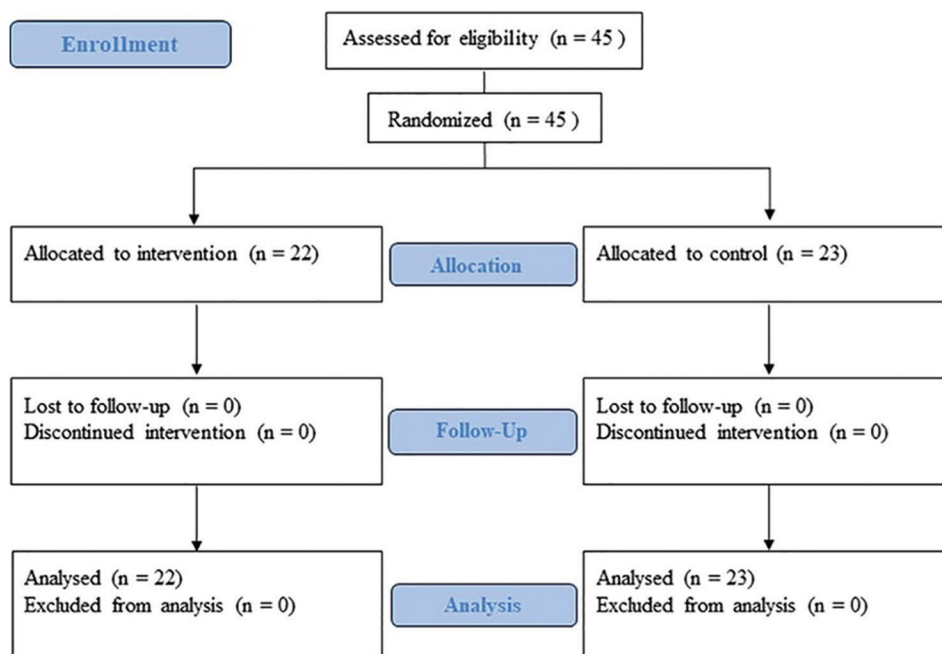 Enrollment
Assessed for eligibility (n = 45 )
Randomized (n = 45 )
Allocated to intervention (n = 22)
Allocation
Allocated to control (n = 23)
Lost to follow-up (n = 0)
Discontinued intervention (n = 0)
Follow-Up
Lost to follow-up (n = 0)
Discontinued intervention (n = 0)
Analysed (n = 22)
Excluded from analysis (n = 0)
Analysis
Analysed (n = 23)
Excluded from analysis (n = 0)